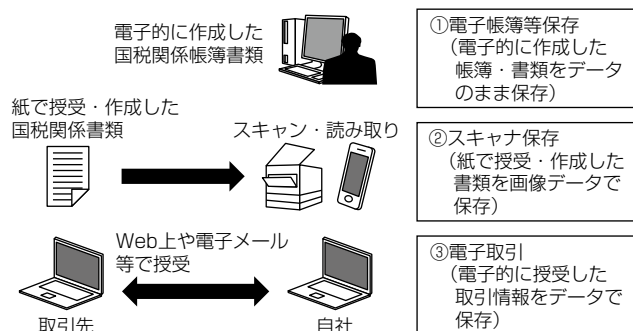 電子的に作成した
国税関係帳簿書類
①電子帳簿等保存
(電子的に作成した
帳簿・書類をデータ
のまま保存)
紙で授受・作成した
国税関係書類
スキャン・読み取り
②スキャナ保存
(紙で授受・作成した
書類を画像データで
保存)
Web上や電子メール
等で授受
取引先
自社
③電子取引
(電子的に授受した
取引情報をデータで
保存)